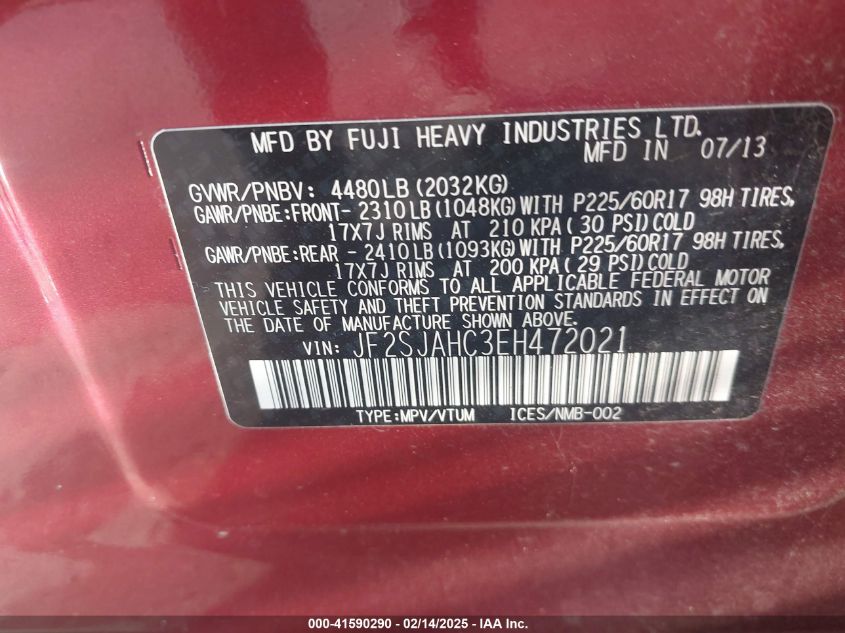 MFD BY FUJI HEAVY INDUSTRIES LTD.
MFD IN 07/13
GVWR/PNBV: 4480LB(2032KG)
GAWR/PNBE:FRONT- 2310LB(1048KG)WITH P225/60R17 98H TIRES,
17X7J RIMS AT 210 KPA(30 PSI)COLD
GAWR/PNBE:REAR - 2410LB(1093KG)WITH P225/60R17 98H TIRES,
17X7J RIMS AT 200 KPA(29 PSI)COLD
THIS VEHICLE CONFORMS TO ALL APPLICABLE FEDERAL MOTOR
VEHICLE SAFETY AND THEFT PREVENTION STANDARDS IN EFFECT ON
THE DATE OF MANUFACTURE SHOWN ABOVE.
VIN: JF2SJAHC3EH472021
TYPE:MPV/VTUM ICES/NMB-002
000-41590290 - 02/14/2025 - IAA Inc.